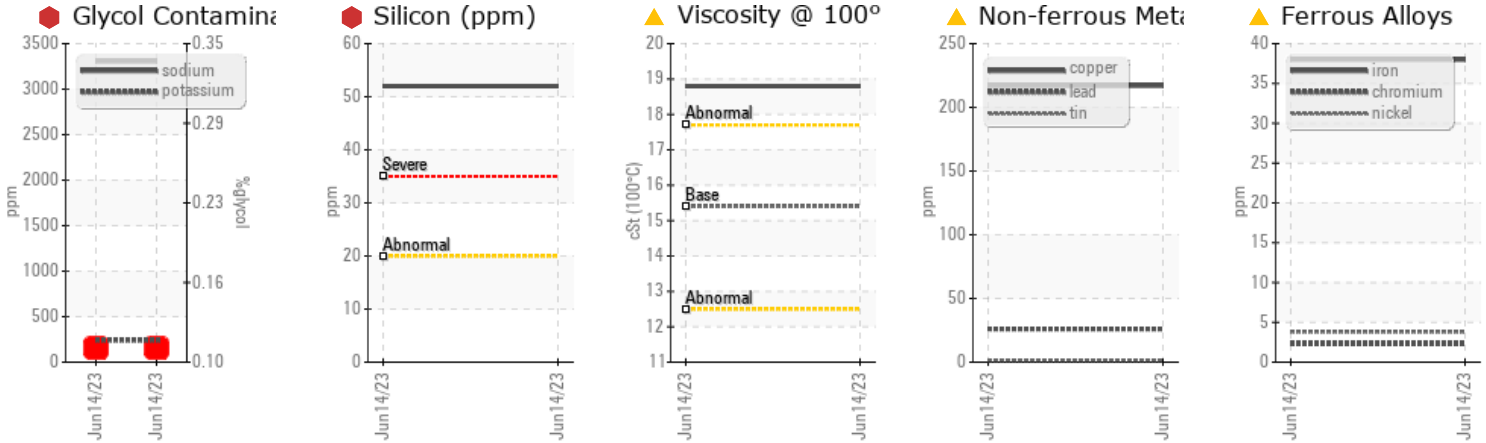 Glycol Contamina
3500
3000
2500
2000
1500
1000
500
0
ppm
0.35
0.29
0.23
0.16
0.10
%glycol
sodium
potassium
Jun14/23
Jun14/23
Silicon (ppm)
60
50
40
30
20
10
0
ppm
Severe
Abnormal
Jun14/23
Jun14/23
Viscosity @ 100°
20
19
18
17
16
15
14
13
12
11
cSt (100°C)
Abnormal
Base
Abnormal
Jun14/23
Jun14/23
Non-ferrous Meta
250
200
150
100
50
0
ppm
copper
lead
tin
Jun14/23
Jun14/23
Ferrous Alloys
40
35
30
25
20
15
10
5
0
ppm
iron
chromium
nickel
Jun14/23
Jun14/23